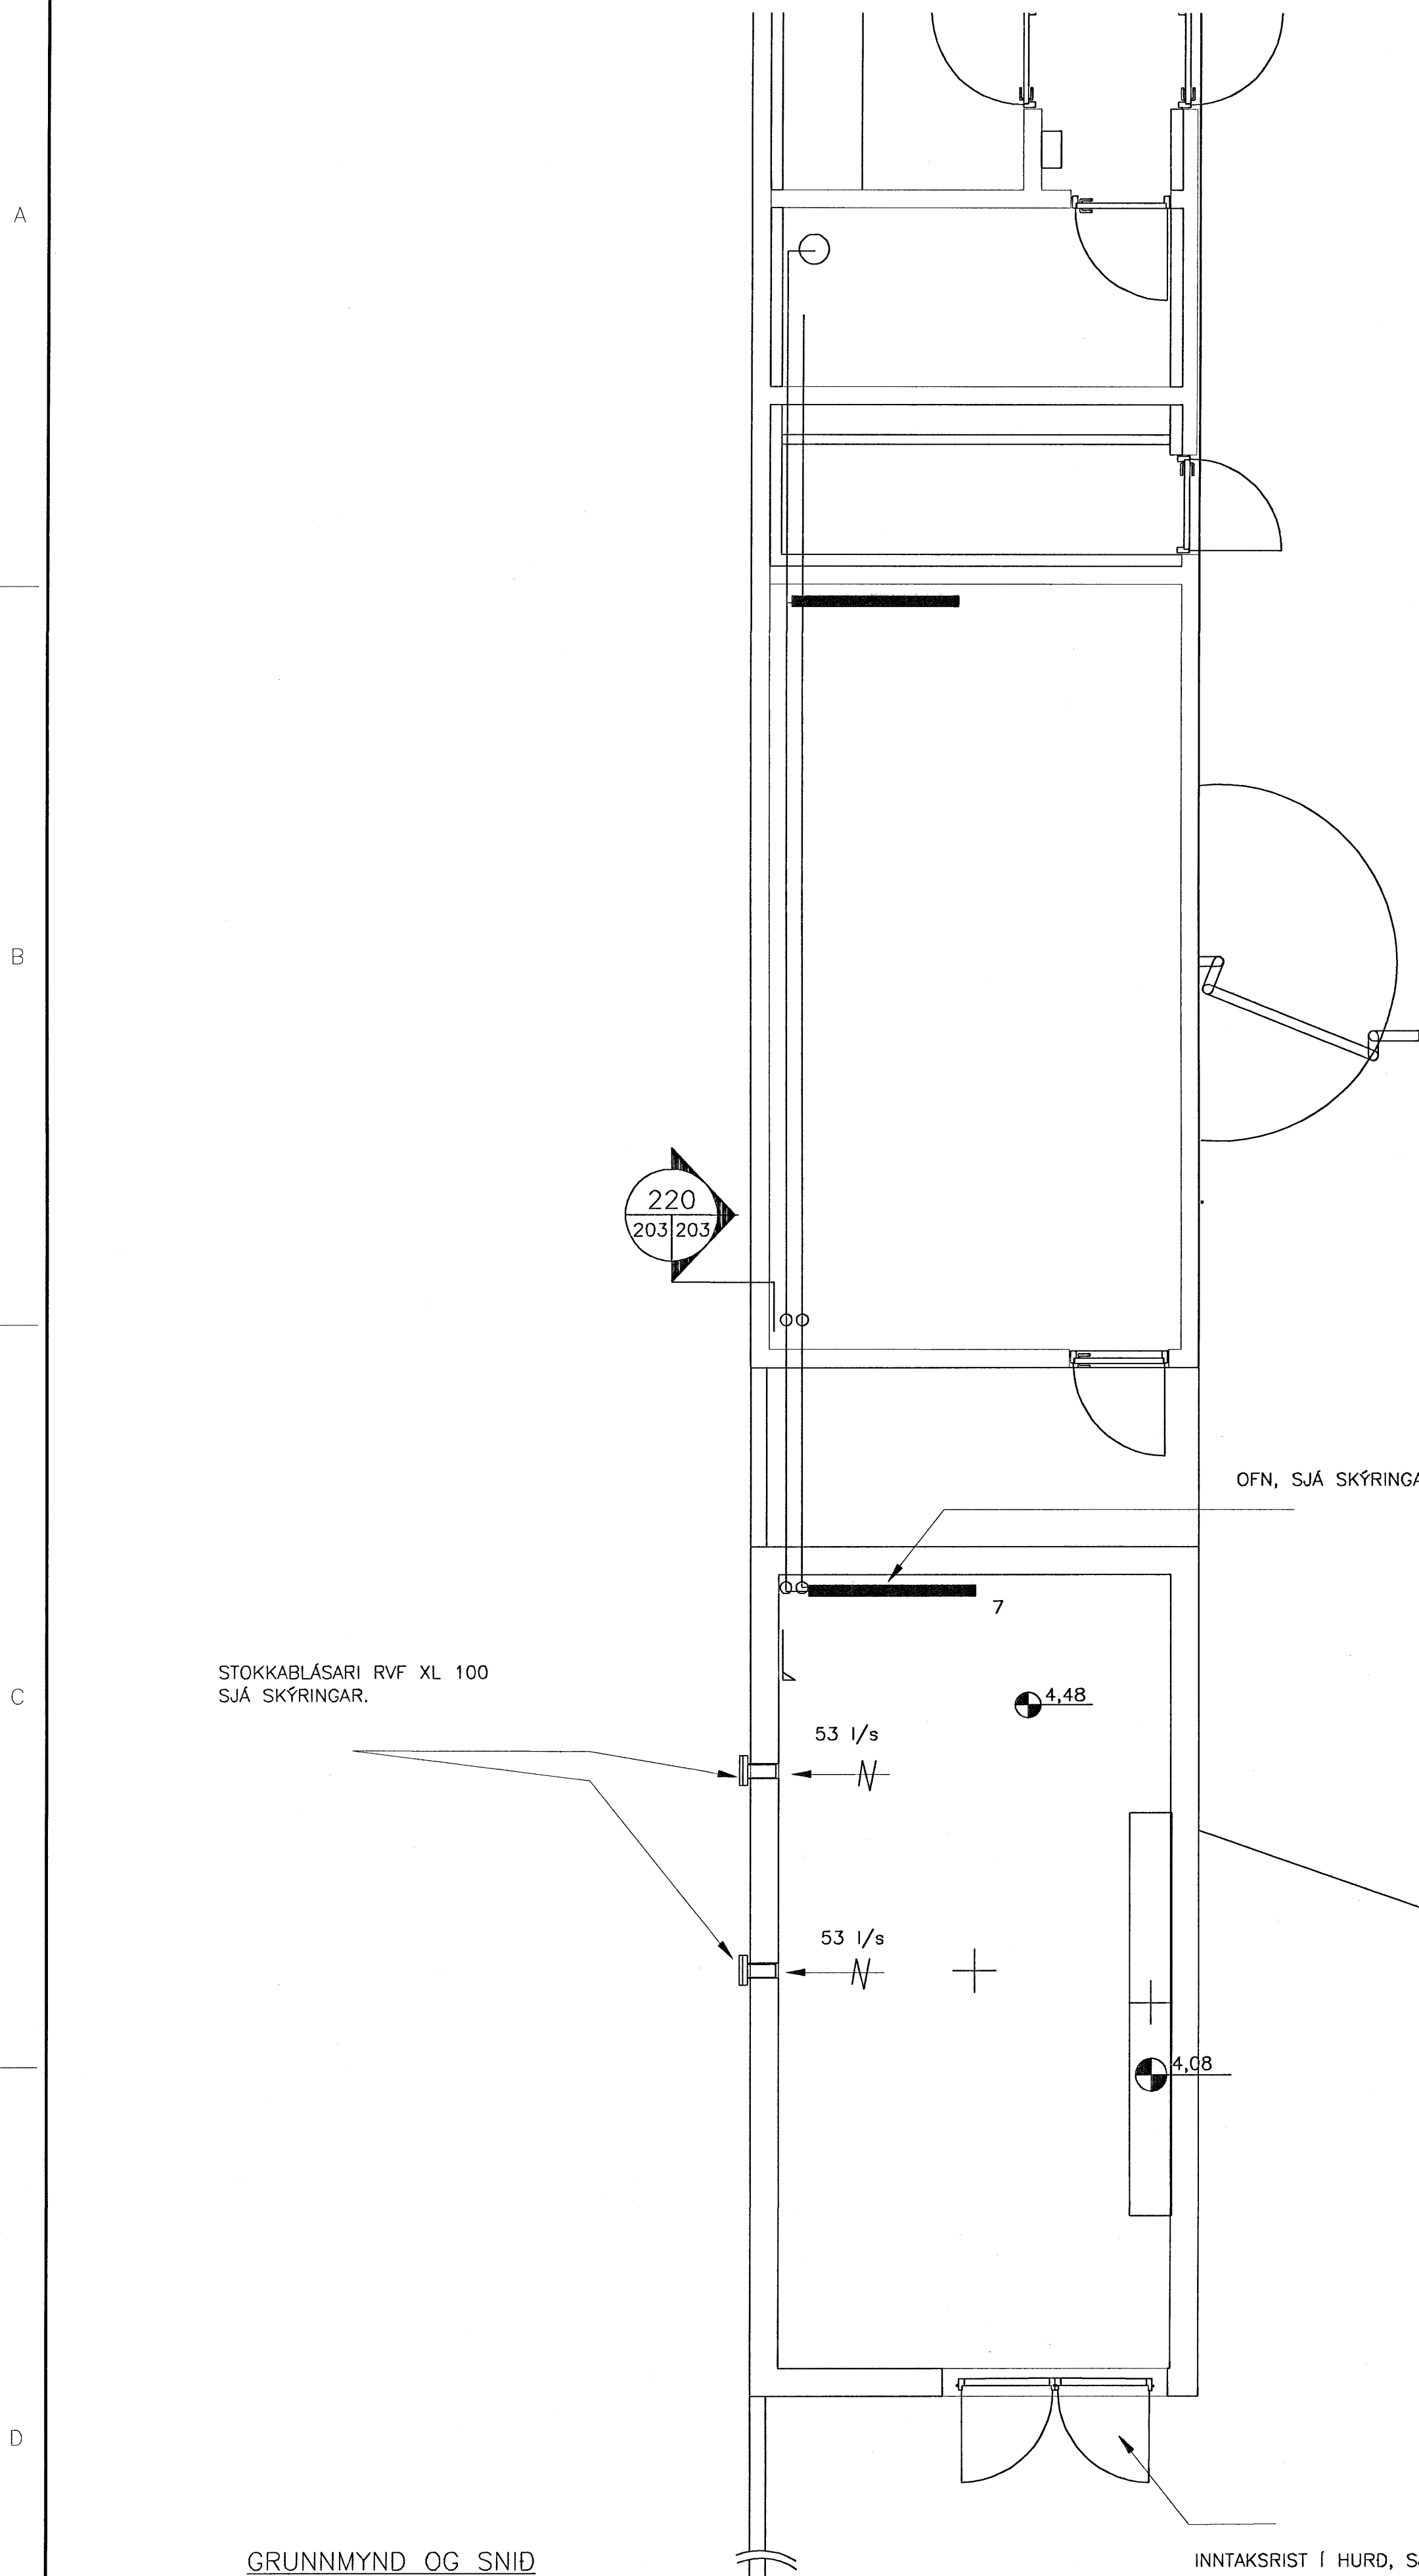 A
B
220
203 203
OFN, SJÁ SKÝRINGA
7
STOKKABLÁSARI RVF XL 100
SJÁ SKÝRINGAR.
C
4,48
53 l/s
53 l/s
4,08
D
GRUNNMYND OG SNIÐ
INNTAKSRIST Í HURÐ,